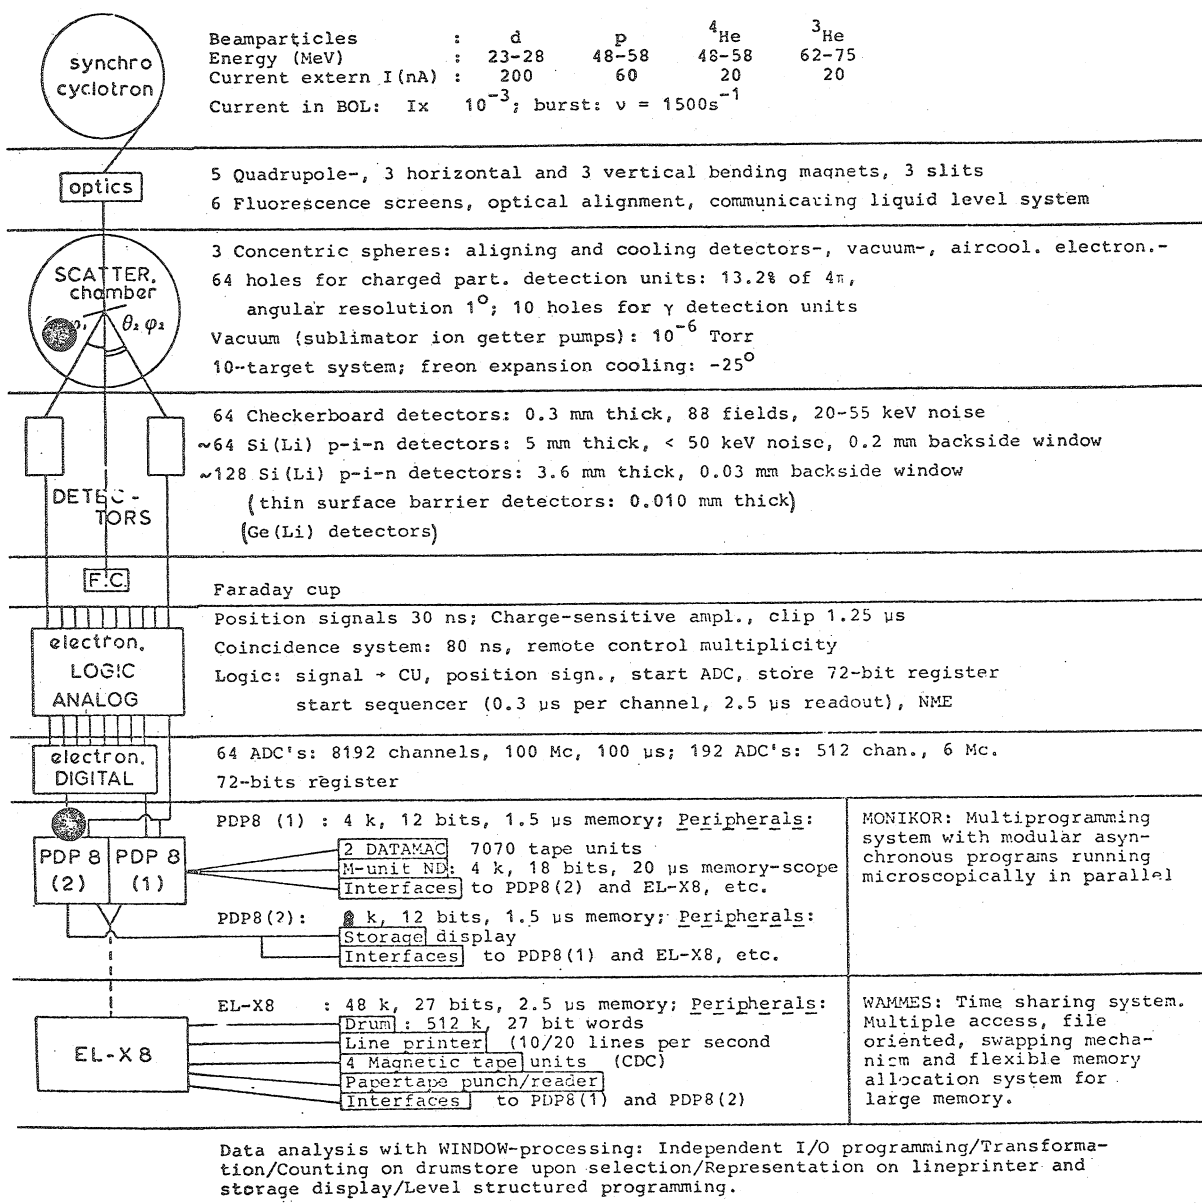 synchro
cyclotron
Beamparticles : d p ⁴He ³He
Energy (MeV) : 23-28 48-58 48-58 62-75
Current extern I(nA) : 200 60 20 20
Current in BOL: Ix 10⁻³; burst: ν = 1500s⁻¹
optics
5 Quadrupole-, 3 horizontal and 3 vertical bending magnets, 3 slits
6 Fluorescence screens, optical alignment, communicating liquid level system
SCATTER.
chamber
θ₂ φ₂
3 Concentric spheres: aligning and cooling detectors-, vacuum-, aircool. electron.-
64 holes for charged part. detection units: 13.2% of 4π,
angular resolution 1°; 10 holes for γ detection units
Vacuum (sublimator ion getter pumps): 10⁻⁶ Torr
10-target system; freon expansion cooling: -25°
DETEC-
TORS
64 Checkerboard detectors: 0.3 mm thick, 88 fields, 20-55 keV noise
~64 Si(Li) p-i-n detectors: 5 mm thick, < 50 keV noise, 0.2 mm backside window
~128 Si(Li) p-i-n detectors: 3.6 mm thick, 0.03 mm backside window
(thin surface barrier detectors: 0.010 mm thick)
(Ge(Li) detectors)
F.C.
Faraday cup
electron.
LOGIC
ANALOG
Position signals 30 ns; Charge-sensitive ampl., clip 1.25 μs
Coincidence system: 80 ns, remote control multiplicity
Logic: signal → CU, position sign., start ADC, store 72-bit register
start sequencer (0.3 μs per channel, 2.5 μs readout), NME
electron.
DIGITAL
64 ADC's: 8192 channels, 100 Mc, 100 μs; 192 ADC's: 512 chan., 6 Mc.
72-bits register
PDP 8
(2)
PDP 8
(1)
PDP8 (1) : 4 k, 12 bits, 1.5 μs memory; Peripherals:
2 DATAMAC 7070 tape units
M-unit ND: 4 k, 18 bits, 20 μs memory-scope
Interfaces to PDP8(2) and EL-X8, etc.
PDP8(2): 8 k, 12 bits, 1.5 μs memory; Peripherals:
Storage display
Interfaces to PDP8(1) and EL-X8, etc.
MONIKOR: Multiprogramming
system with modular asyn-
chronous programs running
microscopically in parallel
EL-X8
EL-X8 : 48 k, 27 bits, 2.5 μs memory; Peripherals:
Drum : 512 k, 27 bit words
Line printer (10/20 lines per second
4 Magnetic tape units (CDC)
Papertape punch/reader
Interfaces to PDP8(1) and PDP8(2)
WAMMES: Time sharing system.
Multiple access, file
oriented, swapping mecha-
nism and flexible memory
allocation system for
large memory.
Data analysis with WINDOW-processing: Independent I/O programming/Transforma-
tion/Counting on drumstore upon selection/Representation on lineprinter and
storage display/Level structured programming.